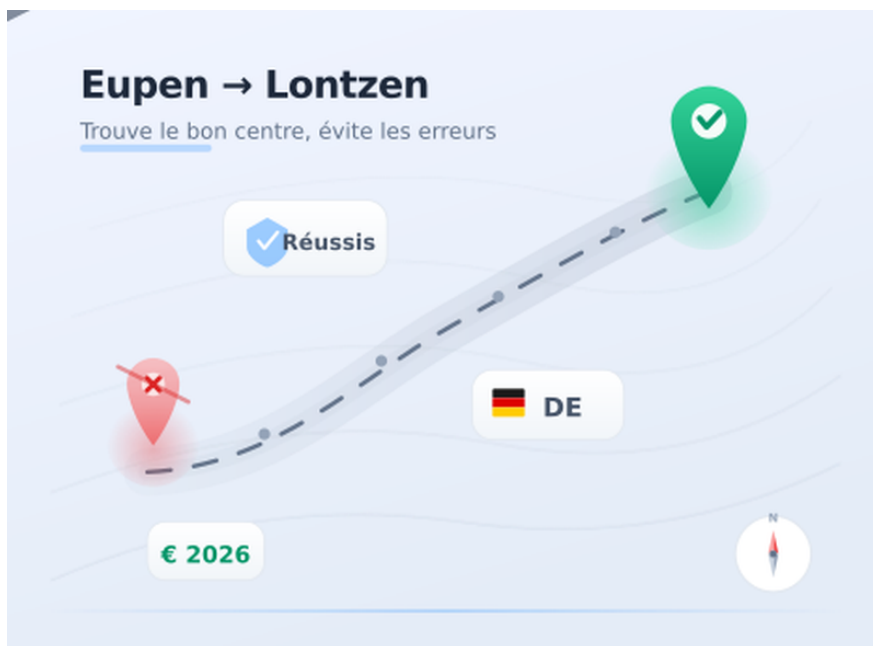 Eupen → Lontzen
Trouve le bon centre, évite les erreurs
Réussis
DE
€ 2026
N